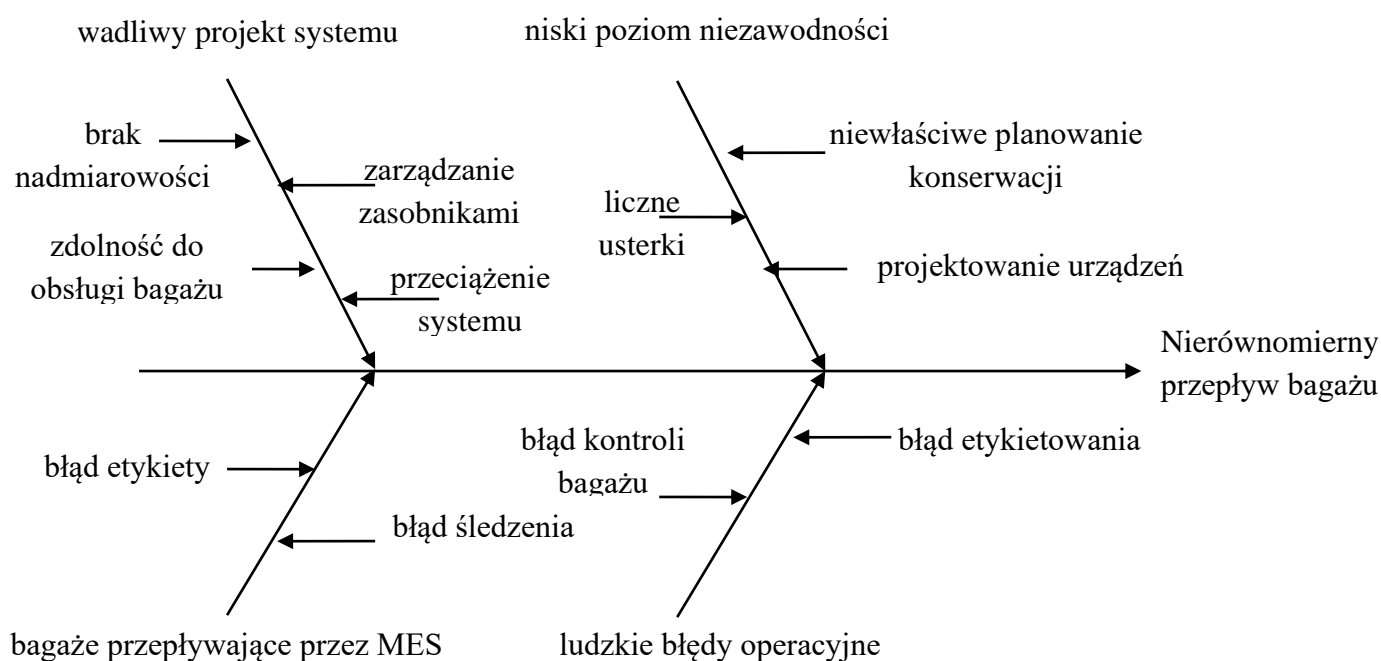 wadliwy projekt systemu
niski poziom niezawodności
brak
nadmiarowości
zarządzanie
zasobnikami
zdolność do
obsługi bagażu
przeciążenie
systemu
niewłaściwe planowanie
konserwacji
liczne
usterki
projektowanie urządzeń
Nierównomierny
przepływ bagażu
błąd etykiety
błąd śledzenia
błąd kontroli
bagażu
błąd etykietowania
bagaże przepływające przez MES
ludzkie błędy operacyjne